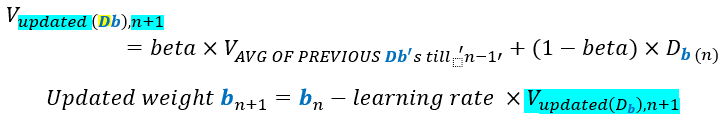 V updated (Db),n+1
= beta × V AVG OF PREVIOUS Db's till ' n−1' + (1 − beta) × D b (n)
Updated weight b n+1 = b n − learning rate × V updated(D b),n+1